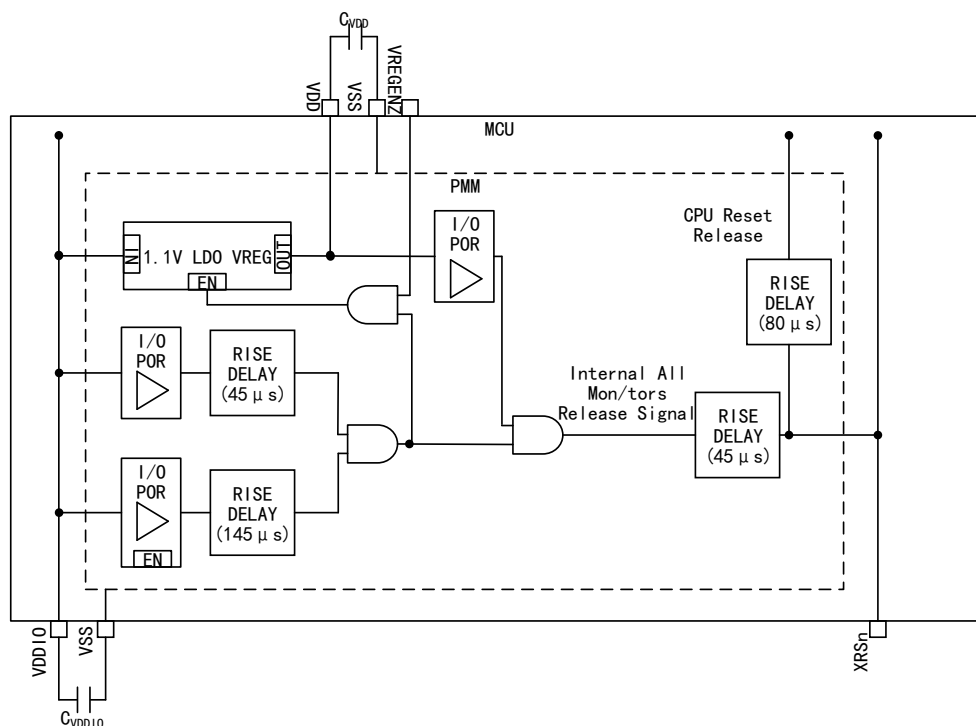 C_VDD
VDD
VSS
VREGENZ
MCU
PMM
IN
1.1V LDO VREG
OUT
EN
I/O
POR
CPU Reset
Release
RISE
DELAY
(80μs)
I/O
POR
RISE
DELAY
(45μs)
Internal All
Mon/tors
Release Signal
RISE
DELAY
(45μs)
I/O
POR
EN
RISE
DELAY
(145μs)
VDDIO
VSS
XRSn
C_VDDIO